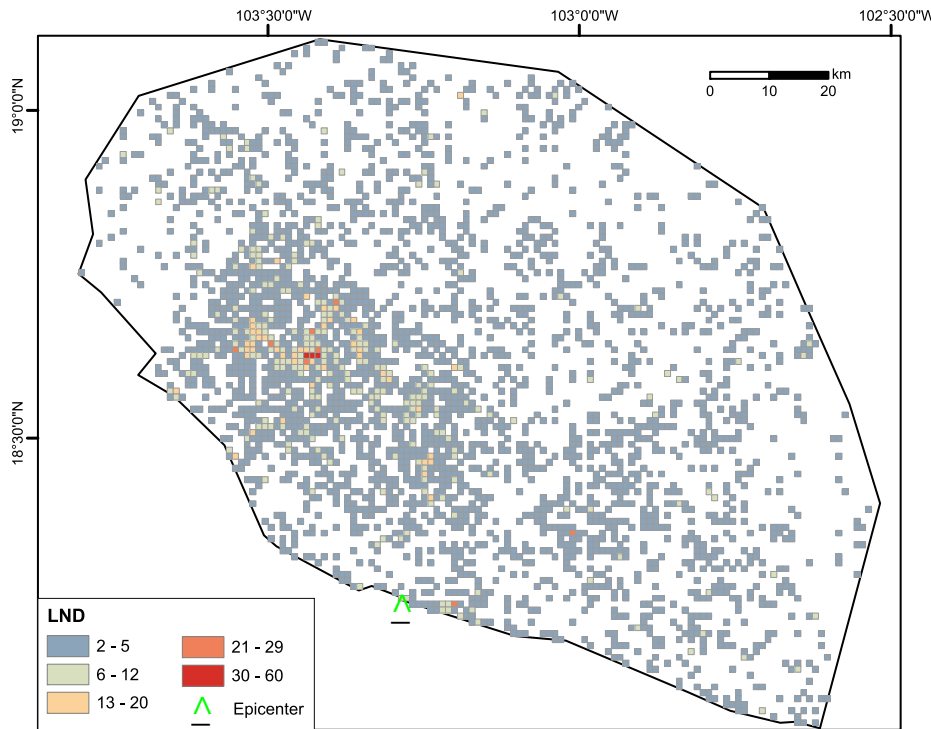 103°30'0"W 103°0'0"W 102°30'0"W
19°0'0"N
18°30'0"N
km
0 10 20
LND
2 - 5 21 - 29
6 - 12 30 - 60
13 - 20 Epicenter